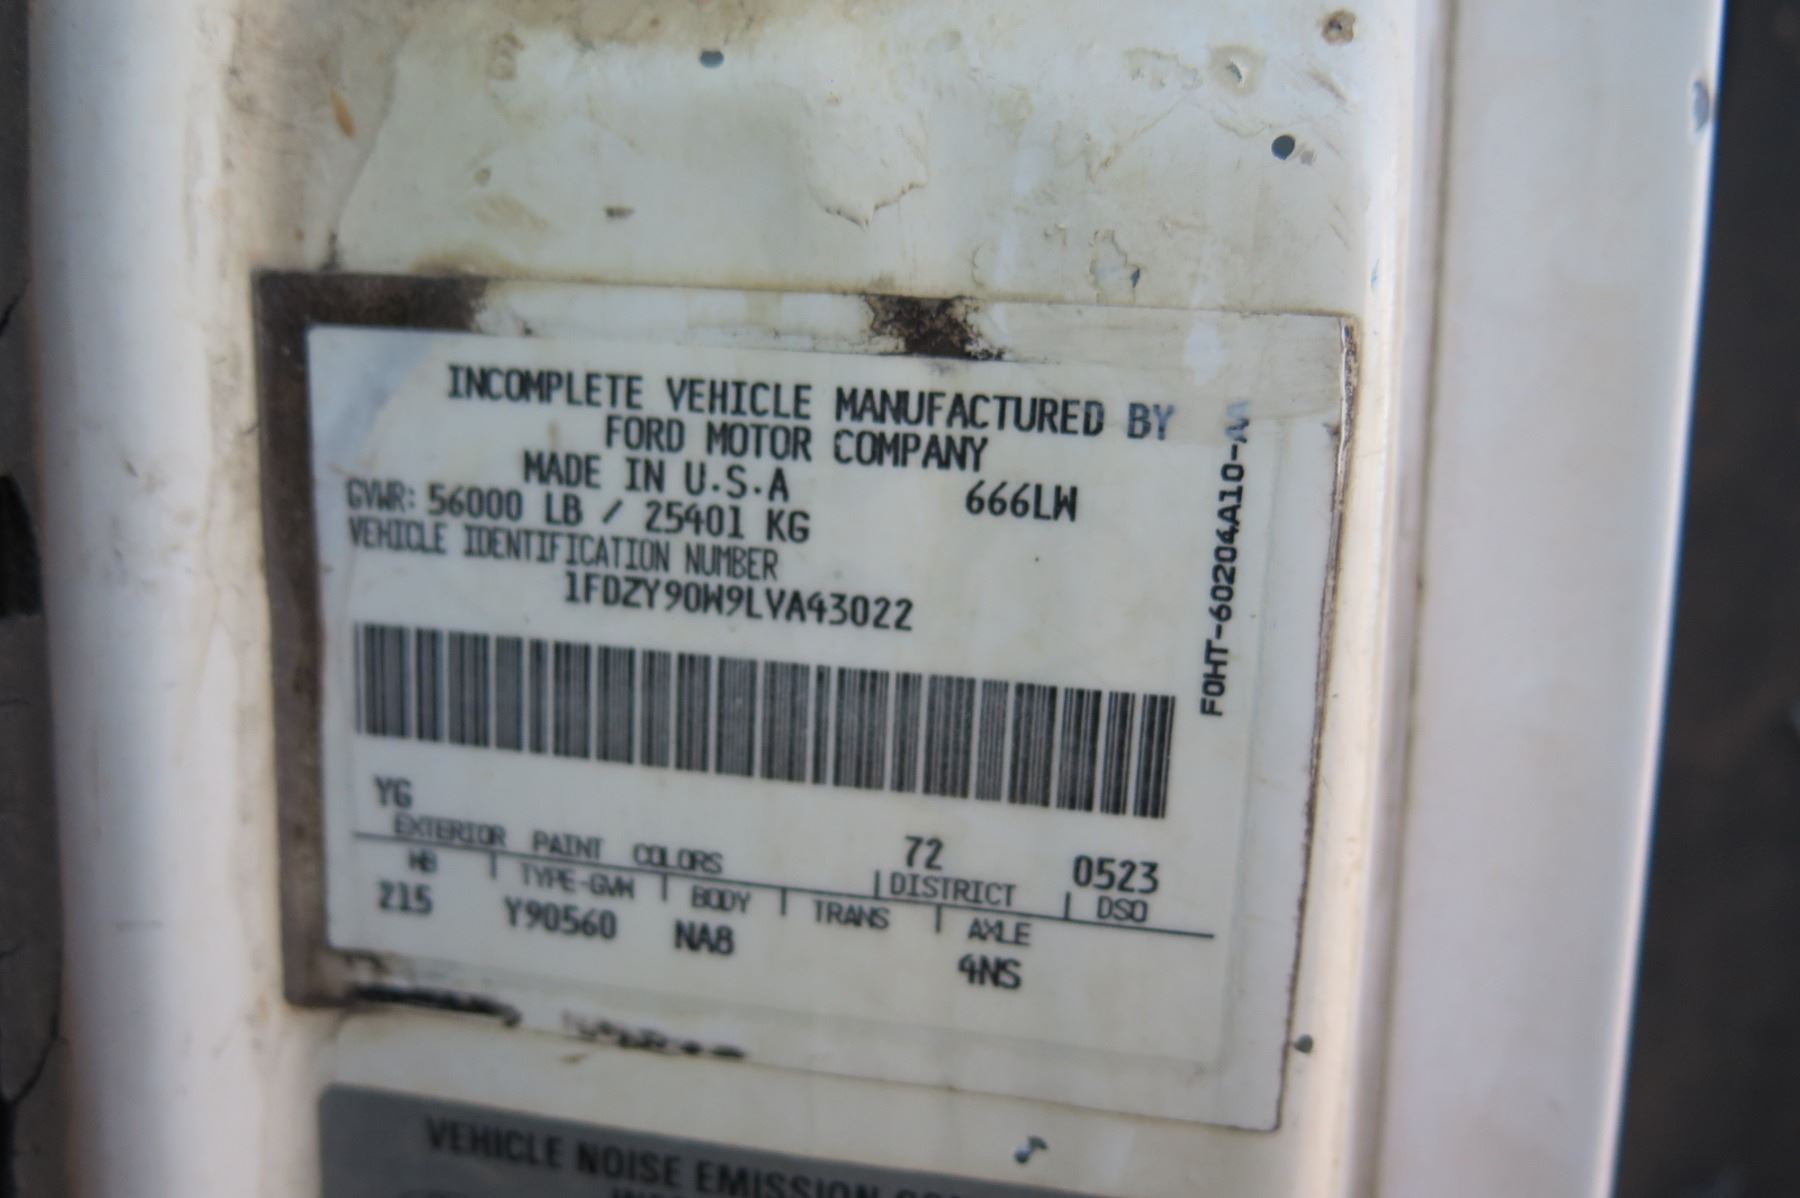 INCOMPLETE VEHICLE MANUFACTURED BY
FORD MOTOR COMPANY
MADE IN U.S.A
666LW
GVWR: 56000 LB / 25401 KG
VEHICLE IDENTIFICATION NUMBER
1FDZY90W9LVA43022
F0HT-60204A10-AA
YG
72
0523
EXTERIOR PAINT COLORS | DISTRICT | DSO
WB | TYPE-GVW | BODY | TRANS | AXLE
215 Y90560 NA8 4NS
VEHICLE NOISE EMISSION